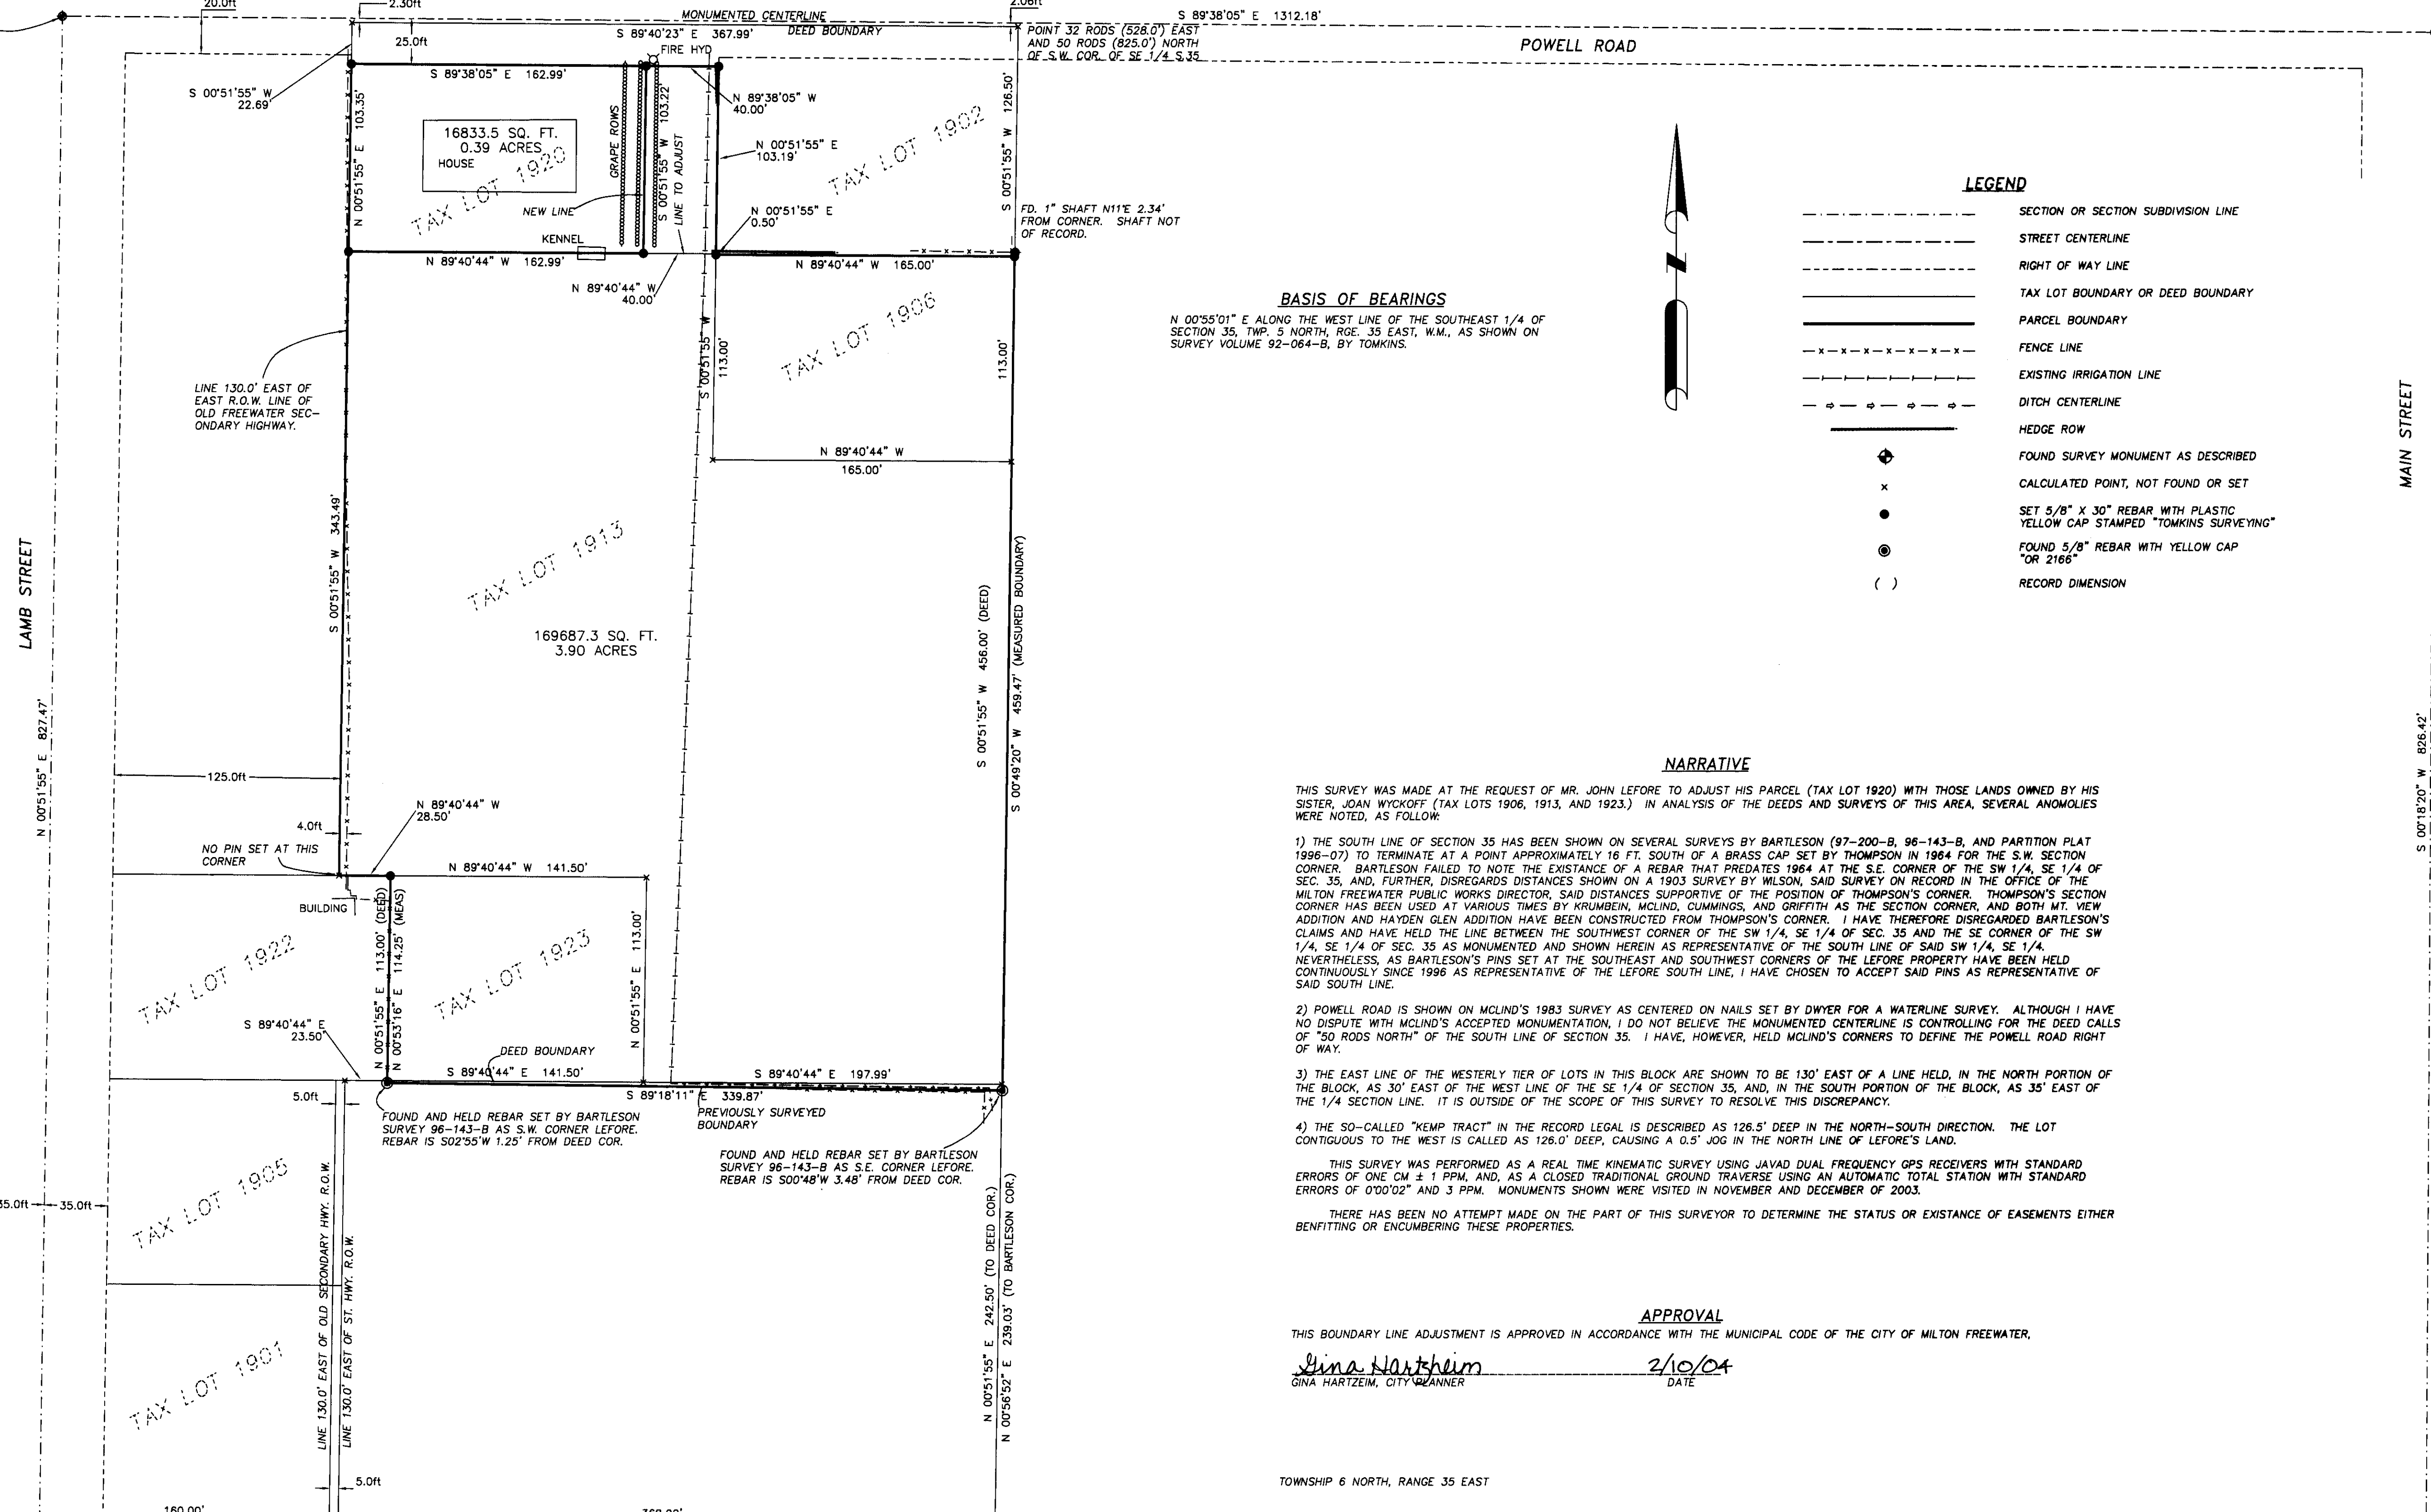 20.0ft
2.30ft
MONUMENTED CENTERLINE
2.06ft
S 89°38'05" E 1312.18'
S 89°40'23" E 367.99'
DEED BOUNDARY
25.0ft
FIRE HYD
POINT 32 RODS (528.0') EAST
AND 50 RODS (825.0') NORTH
OF S.W. COR. OF SE 1/4 S.35
POWELL ROAD
S 89°38'05" E 162.99'
S 00°51'55" W
22.69'
N 00°51'55" E 103.35'
N 89°38'05" W
40.00'
16833.5 SQ. FT.
0.39 ACRES
HOUSE
TAX LOT 1920
GRAPE ROWS
S 00°51'55" W 103.22'
LINE TO ADJUST
N 00°51'55" E
103.19'
TAX LOT 1902
S 00°51'55" W 126.50'
NEW LINE
N 00°51'55" E
0.50'
FD. 1" SHAFT N11°E 2.34'
FROM CORNER. SHAFT NOT
OF RECORD.
KENNEL
N 89°40'44" W 162.99'
N 89°40'44" W 165.00'
N 89°40'44" W
40.00'
TAX LOT 1906
S 00°51'55" W
113.00'
113.00'
LINE 130.0' EAST OF
EAST R.O.W. LINE OF
OLD FREEWATER SEC-
ONDARY HIGHWAY.
N 89°40'44" W
165.00'
S 00°51'55" W 343.49'
TAX LOT 1913
169687.3 SQ. FT.
3.90 ACRES
S 00°51'55" W 456.00' (DEED)
S 00°49'20" W 459.47' (MEASURED BOUNDARY)
LAMB STREET
N 00°51'55" E 827.47'
125.0ft
4.0ft
N 89°40'44" W
28.50'
NO PIN SET AT THIS
CORNER
N 89°40'44" W 141.50'
BUILDING
N 00°51'55" E 113.00' (DEED)
N 00°53'16" E 114.25' (MEAS)
TAX LOT 1922
TAX LOT 1923
N 00°51'55" E 113.00'
S 89°40'44" E
23.50'
DEED BOUNDARY
S 89°40'44" E 141.50'
S 89°40'44" E 197.99'
S 89°18'11" E 339.87'
5.0ft
FOUND AND HELD REBAR SET BY BARTLESON
SURVEY 96-143-B AS S.W. CORNER LEFORE.
REBAR IS S02°55'W 1.25' FROM DEED COR.
PREVIOUSLY SURVEYED
BOUNDARY
FOUND AND HELD REBAR SET BY BARTLESON
SURVEY 96-143-B AS S.E. CORNER LEFORE.
REBAR IS S00°48'W 3.48' FROM DEED COR.
TAX LOT 1905
35.0ft
35.0ft
TAX LOT 1901
LINE 130.0' EAST OF OLD SECONDARY HWY. R.O.W.
LINE 130.0' EAST OF ST. HWY. R.O.W.
N 00°51'55" E 242.50' (TO DEED COR.)
N 00°56'52" E 239.03' (TO BARTLESON COR.)
5.0ft
160.00'
BASIS OF BEARINGS
N 00°55'01" E ALONG THE WEST LINE OF THE SOUTHEAST 1/4 OF
SECTION 35, TWP. 5 NORTH, RGE. 35 EAST, W.M., AS SHOWN ON
SURVEY VOLUME 92-064-B, BY TOMKINS.
N
LEGEND
SECTION OR SECTION SUBDIVISION LINE
STREET CENTERLINE
RIGHT OF WAY LINE
TAX LOT BOUNDARY OR DEED BOUNDARY
PARCEL BOUNDARY
FENCE LINE
EXISTING IRRIGATION LINE
DITCH CENTERLINE
HEDGE ROW
FOUND SURVEY MONUMENT AS DESCRIBED
CALCULATED POINT, NOT FOUND OR SET
SET 5/8" X 30" REBAR WITH PLASTIC
YELLOW CAP STAMPED "TOMKINS SURVEYING"
FOUND 5/8" REBAR WITH YELLOW CAP
"OR 2166"
( ) RECORD DIMENSION
MAIN STREET
S 00°18'20" W 826.42'
NARRATIVE
THIS SURVEY WAS MADE AT THE REQUEST OF MR. JOHN LEFORE TO ADJUST HIS PARCEL (TAX LOT 1920) WITH THOSE LANDS OWNED BY HIS
SISTER, JOAN WYCKOFF (TAX LOTS 1906, 1913, AND 1923.) IN ANALYSIS OF THE DEEDS AND SURVEYS OF THIS AREA, SEVERAL ANOMOLIES
WERE NOTED, AS FOLLOW:
1) THE SOUTH LINE OF SECTION 35 HAS BEEN SHOWN ON SEVERAL SURVEYS BY BARTLESON (97-200-B, 96-143-B, AND PARTITION PLAT
1996-07) TO TERMINATE AT A POINT APPROXIMATELY 16 FT. SOUTH OF A BRASS CAP SET BY THOMPSON IN 1964 FOR THE S.W. SECTION
CORNER. BARTLESON FAILED TO NOTE THE EXISTANCE OF A REBAR THAT PREDATES 1964 AT THE S.E. CORNER OF THE SW 1/4, SE 1/4 OF
SEC. 35, AND, FURTHER, DISREGARDS DISTANCES SHOWN ON A 1903 SURVEY BY WILSON, SAID SURVEY ON RECORD IN THE OFFICE OF THE
MILTON FREEWATER PUBLIC WORKS DIRECTOR, SAID DISTANCES SUPPORTIVE OF THE POSITION OF THOMPSON'S CORNER. THOMPSON'S SECTION
CORNER HAS BEEN USED AT VARIOUS TIMES BY KRUMBEIN, MCLIND, CUMMINGS, AND GRIFFITH AS THE SECTION CORNER, AND BOTH MT. VIEW
ADDITION AND HAYDEN GLEN ADDITION HAVE BEEN CONSTRUCTED FROM THOMPSON'S CORNER. I HAVE THEREFORE DISREGARDED BARTLESON'S
CLAIMS AND HAVE HELD THE LINE BETWEEN THE SOUTHWEST CORNER OF THE SW 1/4, SE 1/4 OF SEC. 35 AND THE SE CORNER OF THE SW
1/4, SE 1/4 OF SEC. 35 AS MONUMENTED AND SHOWN HEREIN AS REPRESENTATIVE OF THE SOUTH LINE OF SAID SW 1/4, SE 1/4.
NEVERTHELESS, AS BARTLESON'S PINS SET AT THE SOUTHEAST AND SOUTHWEST CORNERS OF THE LEFORE PROPERTY HAVE BEEN HELD
CONTINUOUSLY SINCE 1996 AS REPRESENTATIVE OF THE LEFORE SOUTH LINE, I HAVE CHOSEN TO ACCEPT SAID PINS AS REPRESENTATIVE OF
SAID SOUTH LINE.
2) POWELL ROAD IS SHOWN ON MCLIND'S 1983 SURVEY AS CENTERED ON NAILS SET BY DWYER FOR A WATERLINE SURVEY. ALTHOUGH I HAVE
NO DISPUTE WITH MCLIND'S ACCEPTED MONUMENTATION, I DO NOT BELIEVE THE MONUMENTED CENTERLINE IS CONTROLLING FOR THE DEED CALLS
OF "50 RODS NORTH" OF THE SOUTH LINE OF SECTION 35. I HAVE, HOWEVER, HELD MCLIND'S CORNERS TO DEFINE THE POWELL ROAD RIGHT
OF WAY.
3) THE EAST LINE OF THE WESTERLY TIER OF LOTS IN THIS BLOCK ARE SHOWN TO BE 130' EAST OF A LINE HELD, IN THE NORTH PORTION OF
THE BLOCK, AS 30' EAST OF THE WEST LINE OF THE SE 1/4 OF SECTION 35, AND, IN THE SOUTH PORTION OF THE BLOCK, AS 35' EAST OF
THE 1/4 SECTION LINE. IT IS OUTSIDE OF THE SCOPE OF THIS SURVEY TO RESOLVE THIS DISCREPANCY.
4) THE SO-CALLED "KEMP TRACT" IN THE RECORD LEGAL IS DESCRIBED AS 126.5' DEEP IN THE NORTH-SOUTH DIRECTION. THE LOT
CONTIGUOUS TO THE WEST IS CALLED AS 126.0' DEEP, CAUSING A 0.5' JOG IN THE NORTH LINE OF LEFORE'S LAND.
THIS SURVEY WAS PERFORMED AS A REAL TIME KINEMATIC SURVEY USING JAVAD DUAL FREQUENCY GPS RECEIVERS WITH STANDARD
ERRORS OF ONE CM ± 1 PPM, AND, AS A CLOSED TRADITIONAL GROUND TRAVERSE USING AN AUTOMATIC TOTAL STATION WITH STANDARD
ERRORS OF 0°00'02" AND 3 PPM. MONUMENTS SHOWN WERE VISITED IN NOVEMBER AND DECEMBER OF 2003.
THERE HAS BEEN NO ATTEMPT MADE ON THE PART OF THIS SURVEYOR TO DETERMINE THE STATUS OR EXISTANCE OF EASEMENTS EITHER
BENFITTING OR ENCUMBERING THESE PROPERTIES.
APPROVAL
THIS BOUNDARY LINE ADJUSTMENT IS APPROVED IN ACCORDANCE WITH THE MUNICIPAL CODE OF THE CITY OF MILTON FREEWATER,
Gina Hartzheim 2/10/04
GINA HARTZEIM, CITY PLANNER DATE
TOWNSHIP 6 NORTH, RANGE 35 EAST